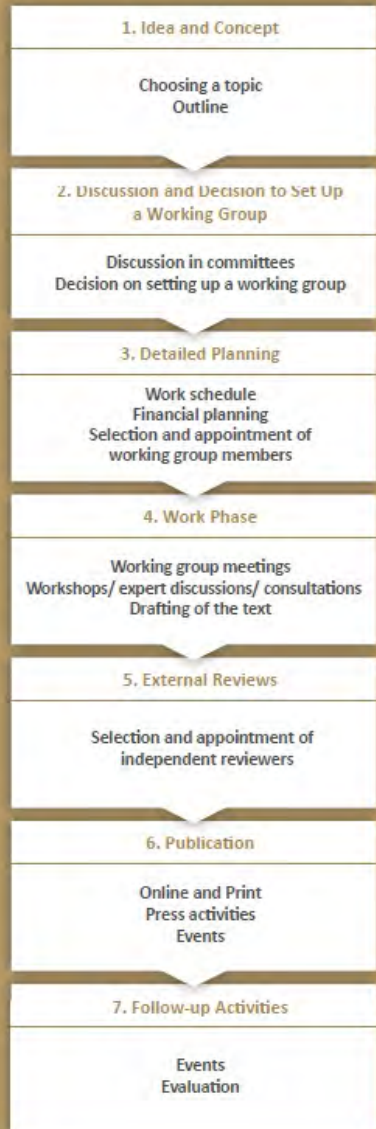 1. Idea and Concept
Choosing a topic
Outline
2. Discussion and Decision to Set Up
a Working Group
Discussion in committees
Decision on setting up a working group
3. Detailed Planning
Work schedule
Financial planning
Selection and appointment of
working group members
4. Work Phase
Working group meetings
Workshops/ expert discussions/ consultations
Drafting of the text
5. External Reviews
Selection and appointment of
independent reviewers
6. Publication
Online and Print
Press activities
Events
7. Follow-up Activities
Events
Evaluation